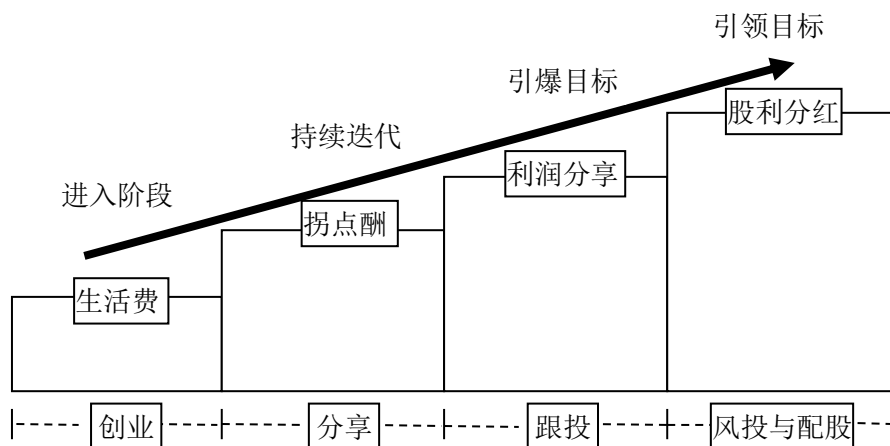 引领目标
引爆目标
股利分红
持续迭代
利润分享
进入阶段
拐点酬
生活费
创业
分享
跟投
风投与配股